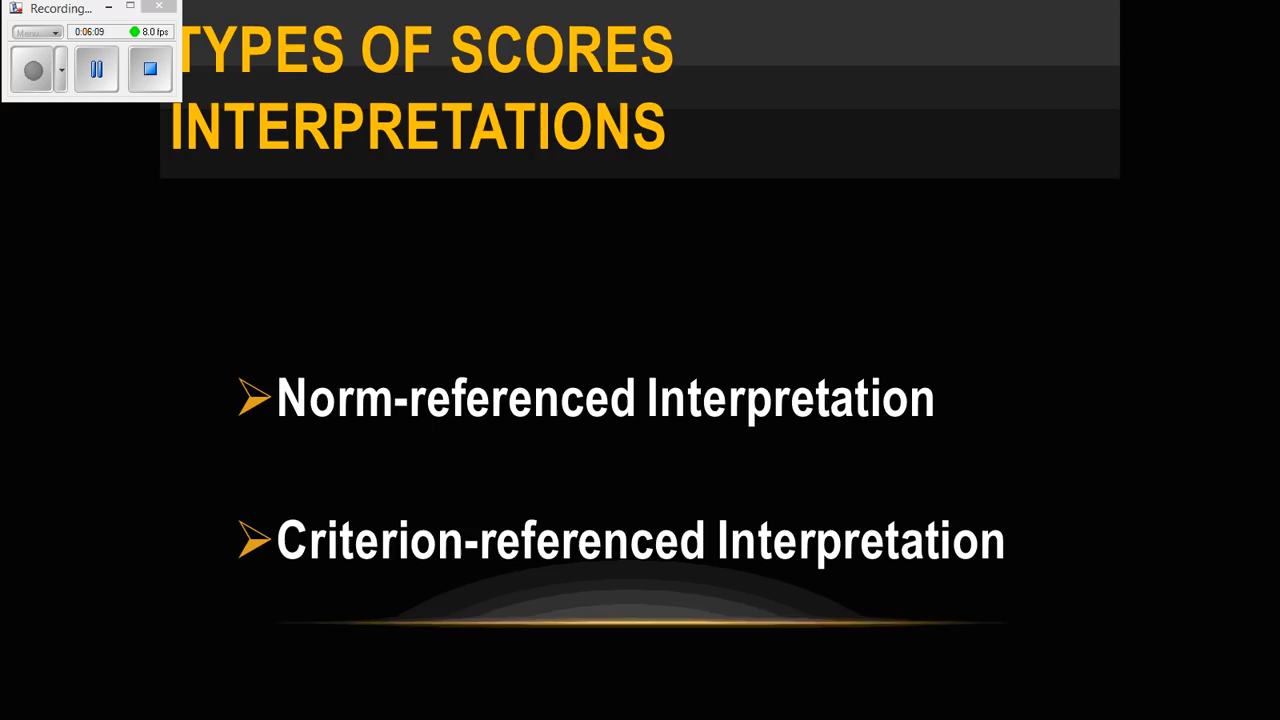 Recording...
Menu
0:06:09
8.0 fps
TYPES OF SCORES
INTERPRETATIONS
Norm-referenced Interpretation
Criterion-referenced Interpretation